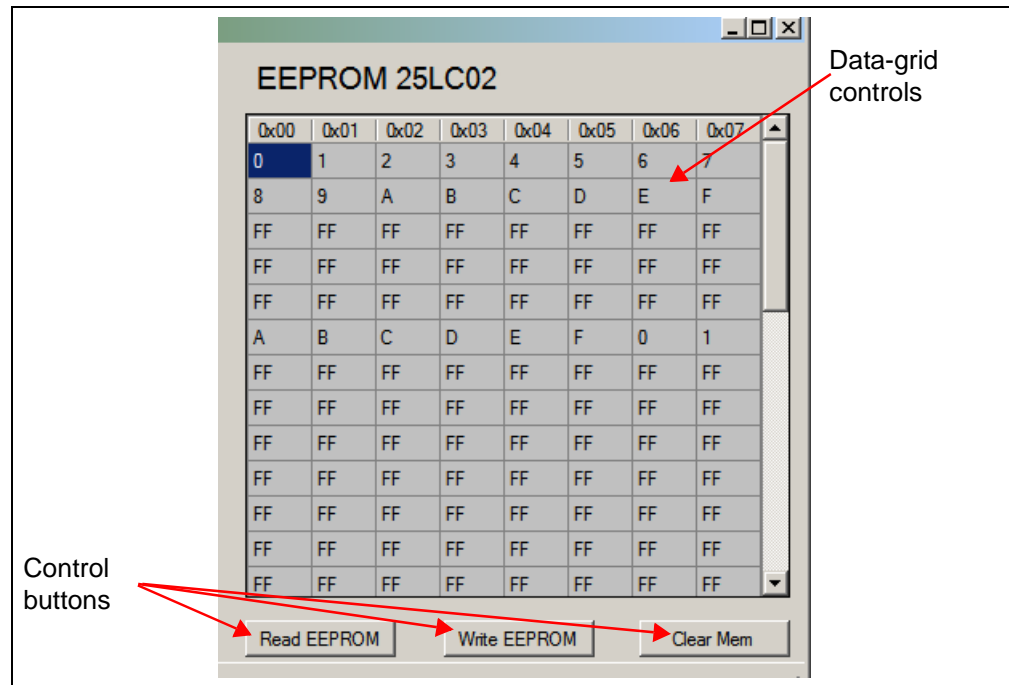 EEPROM 25LC02
Data-grid
controls
0x00 0x01 0x02 0x03 0x04 0x05 0x06 0x07
0 1 2 3 4 5 6 7
8 9 A B C D E F
FF FF FF FF FF FF FF FF
FF FF FF FF FF FF FF FF
FF FF FF FF FF FF FF FF
A B C D E F 0 1
FF FF FF FF FF FF FF FF
FF FF FF FF FF FF FF FF
FF FF FF FF FF FF FF FF
FF FF FF FF FF FF FF FF
FF FF FF FF FF FF FF FF
FF FF FF FF FF FF FF FF
FF FF FF FF FF FF FF FF
Control
buttons
Read EEPROM Write EEPROM Clear Mem